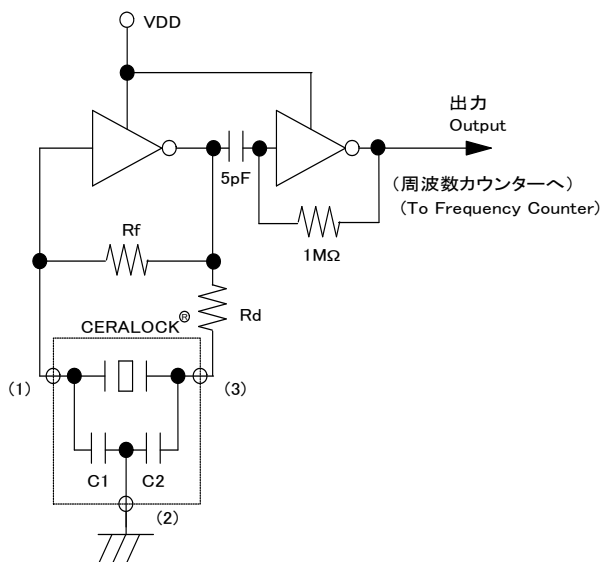 VDD
出力
Output
5pF
(周波数カウンターへ)
(To Frequency Counter)
Rf
1MΩ
CERALOCK®
Rd
(1)
(3)
C1
C2
(2)